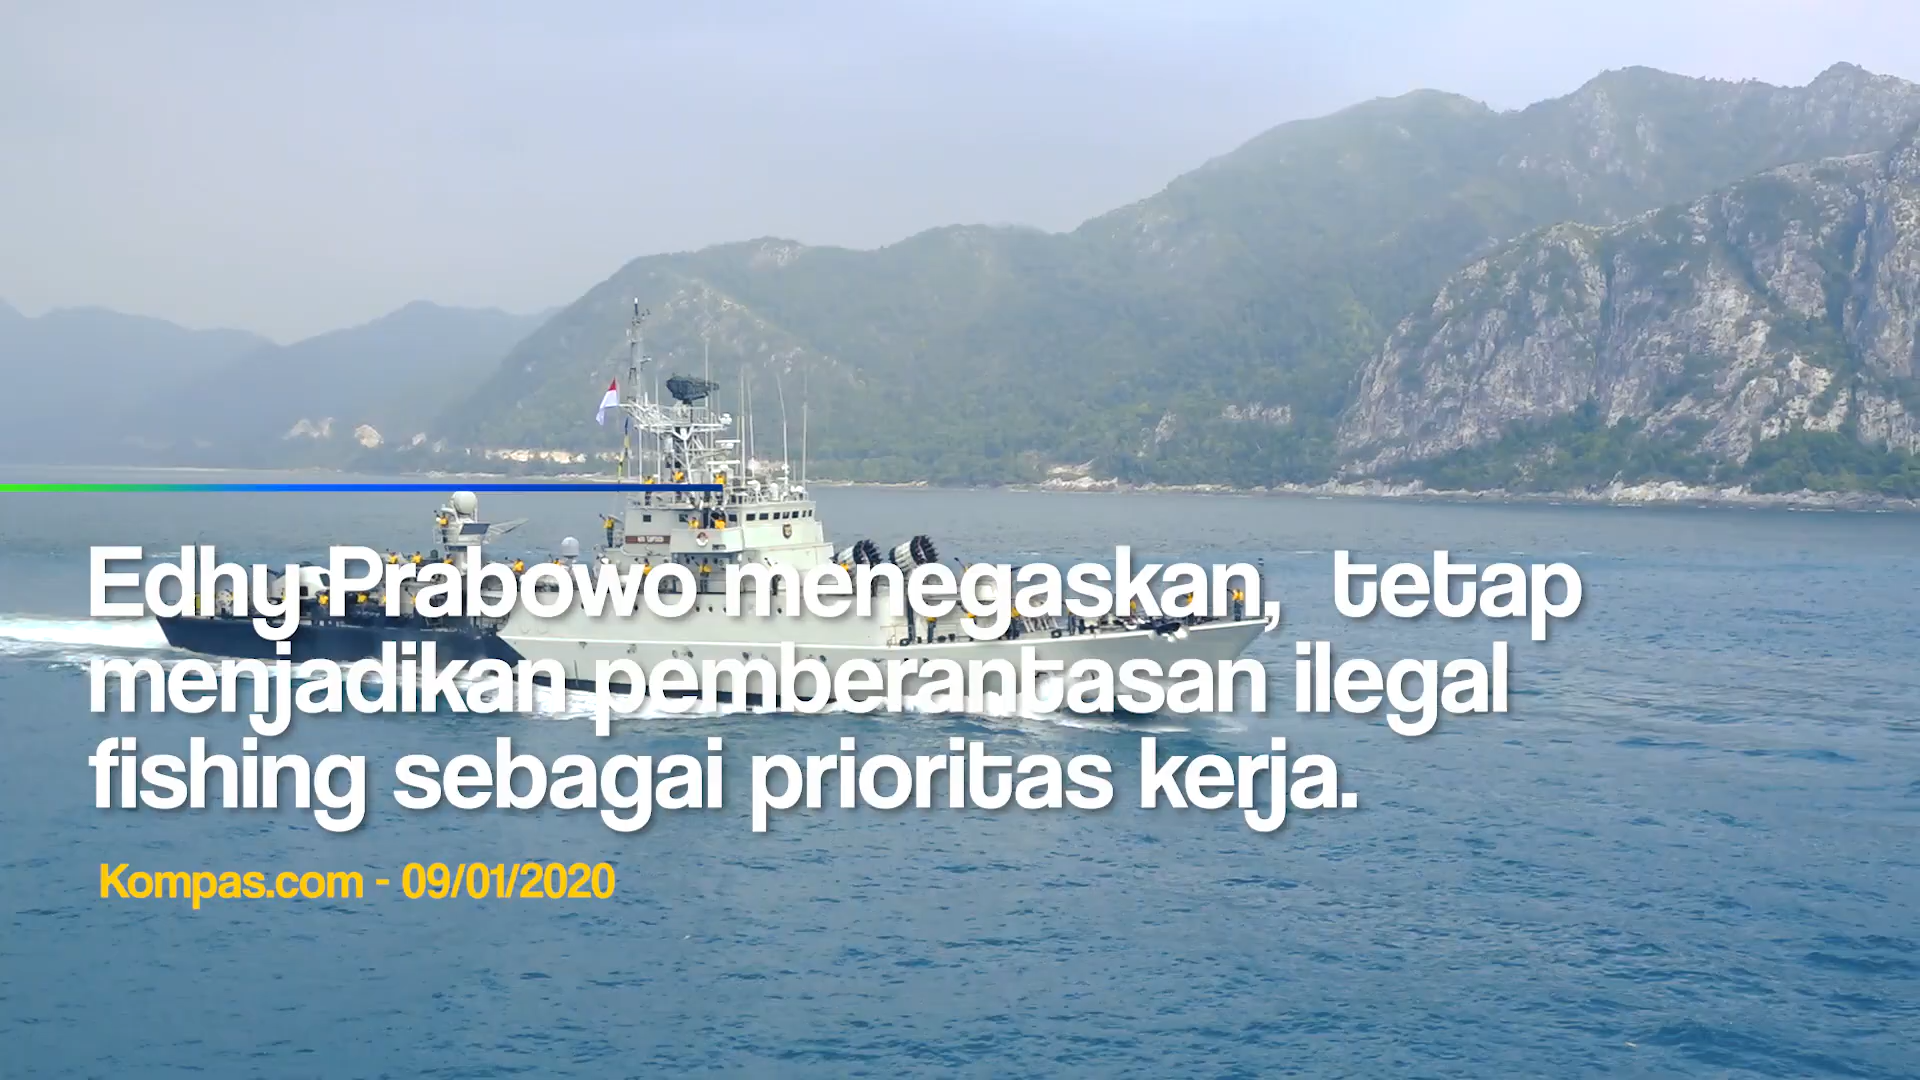 Edhy Prabowo menegaskan,  tetap
menjadikan pemberantasan ilegal
fishing sebagai prioritas kerja.
Kompas.com - 09/01/2020